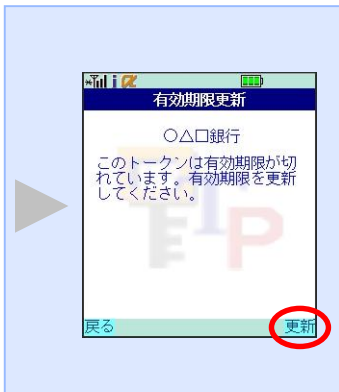 有効期限更新
○△□銀行
このトークンは有効期限が切
れています。有効期限を更新
してください。
戻る 更新